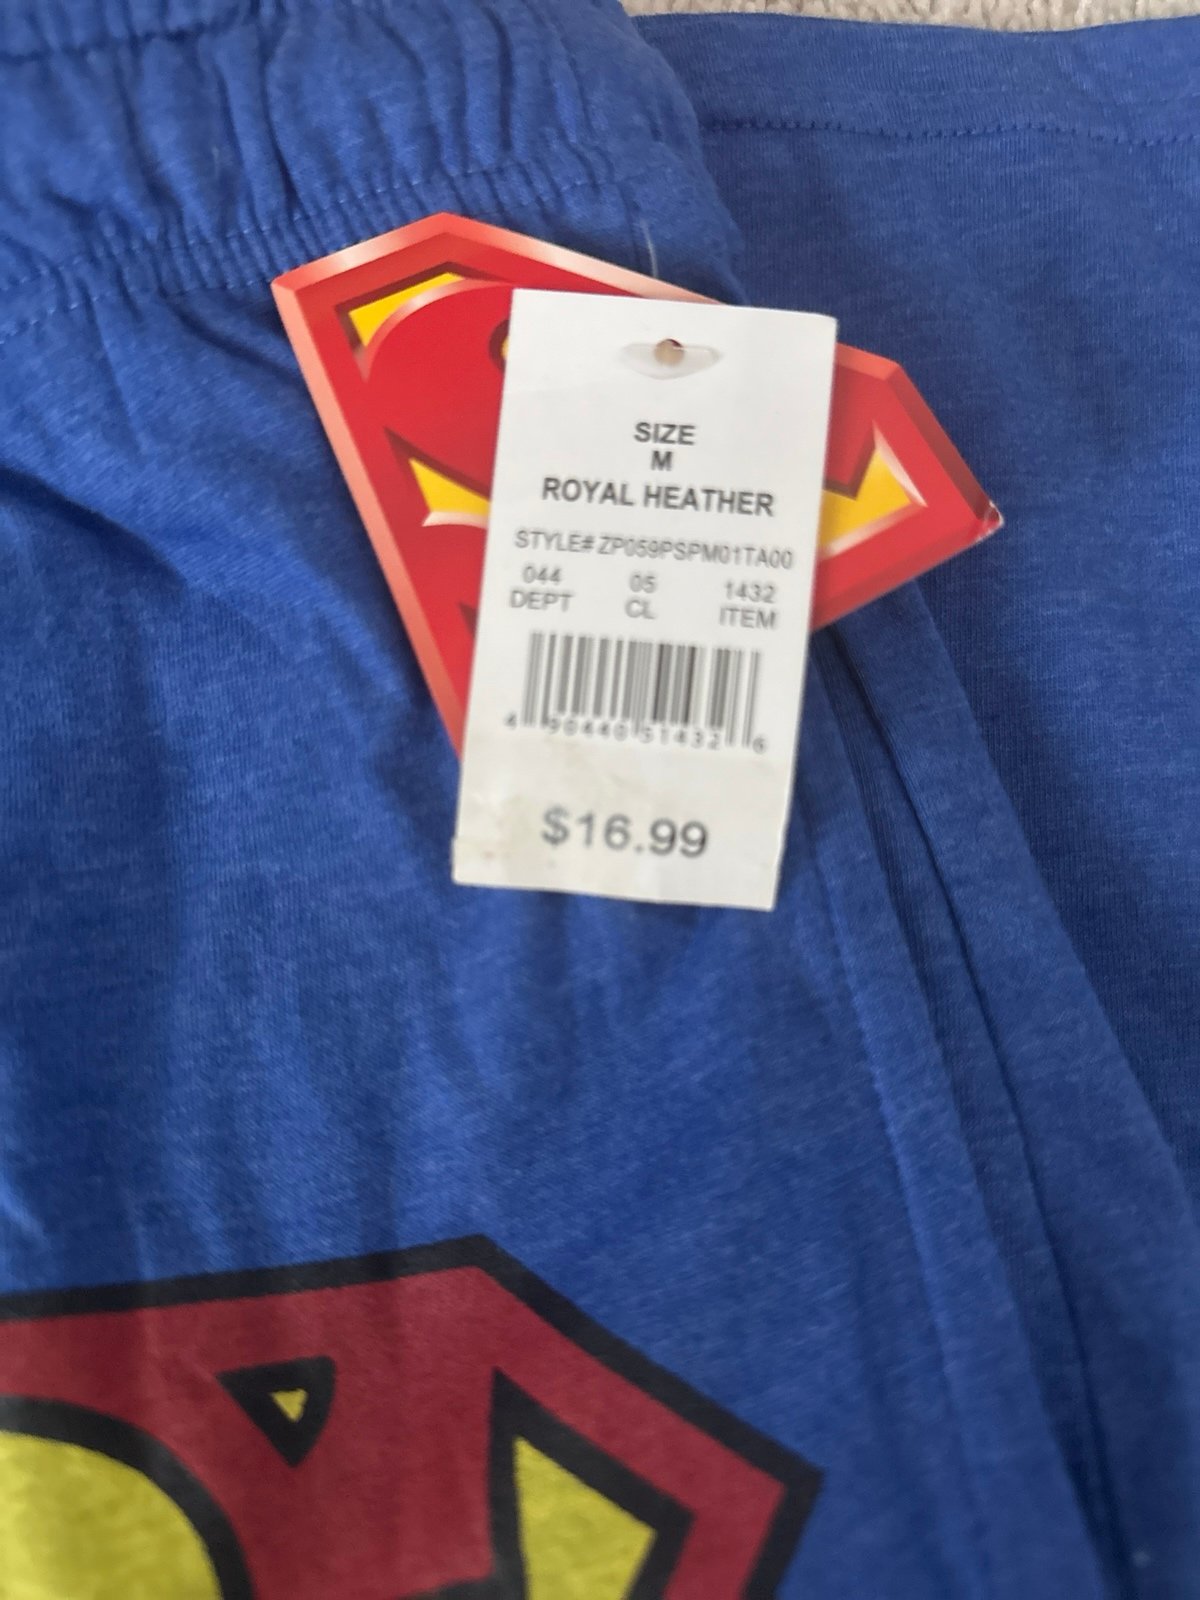 SIZE
M
ROYAL HEATHER
STYLE# ZP059PSPM01TA00
044 05 1432
DEPT CL ITEM
4 90440 51432 6
$16.99